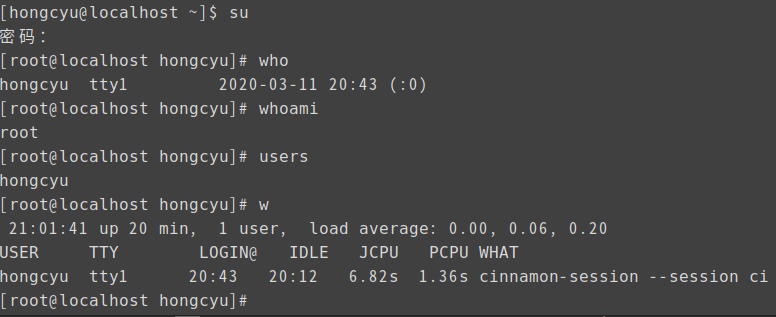 [hongcyu@localhost ~]$ su
密码：
[root@localhost hongcyu]# who
hongcyu  tty1         2020-03-11 20:43 (:0)
[root@localhost hongcyu]# whoami
root
[root@localhost hongcyu]# users
hongcyu
[root@localhost hongcyu]# w
 21:01:41 up 20 min,  1 user,  load average: 0.00, 0.06, 0.20
USER     TTY        LOGIN@   IDLE   JCPU   PCPU WHAT
hongcyu  tty1      20:43   20:12  6.82s  1.36s cinnamon-session --session ci
[root@localhost hongcyu]#